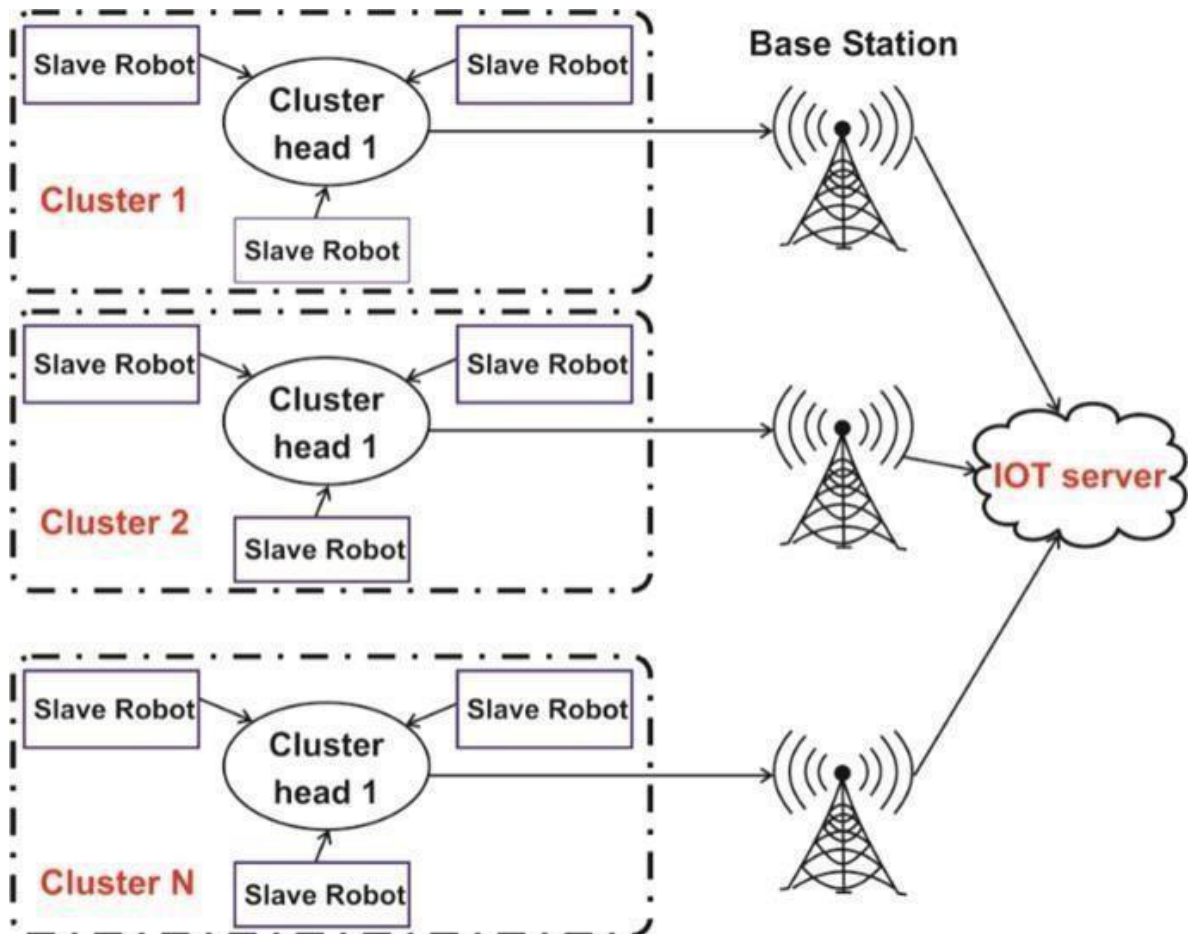 Base Station
Slave Robot
Slave Robot
Cluster
head 1
Cluster 1
Slave Robot
Slave Robot
Slave Robot
Cluster
head 1
Cluster 2
Slave Robot
IOT server
Slave Robot
Slave Robot
Cluster
head 1
Cluster N
Slave Robot